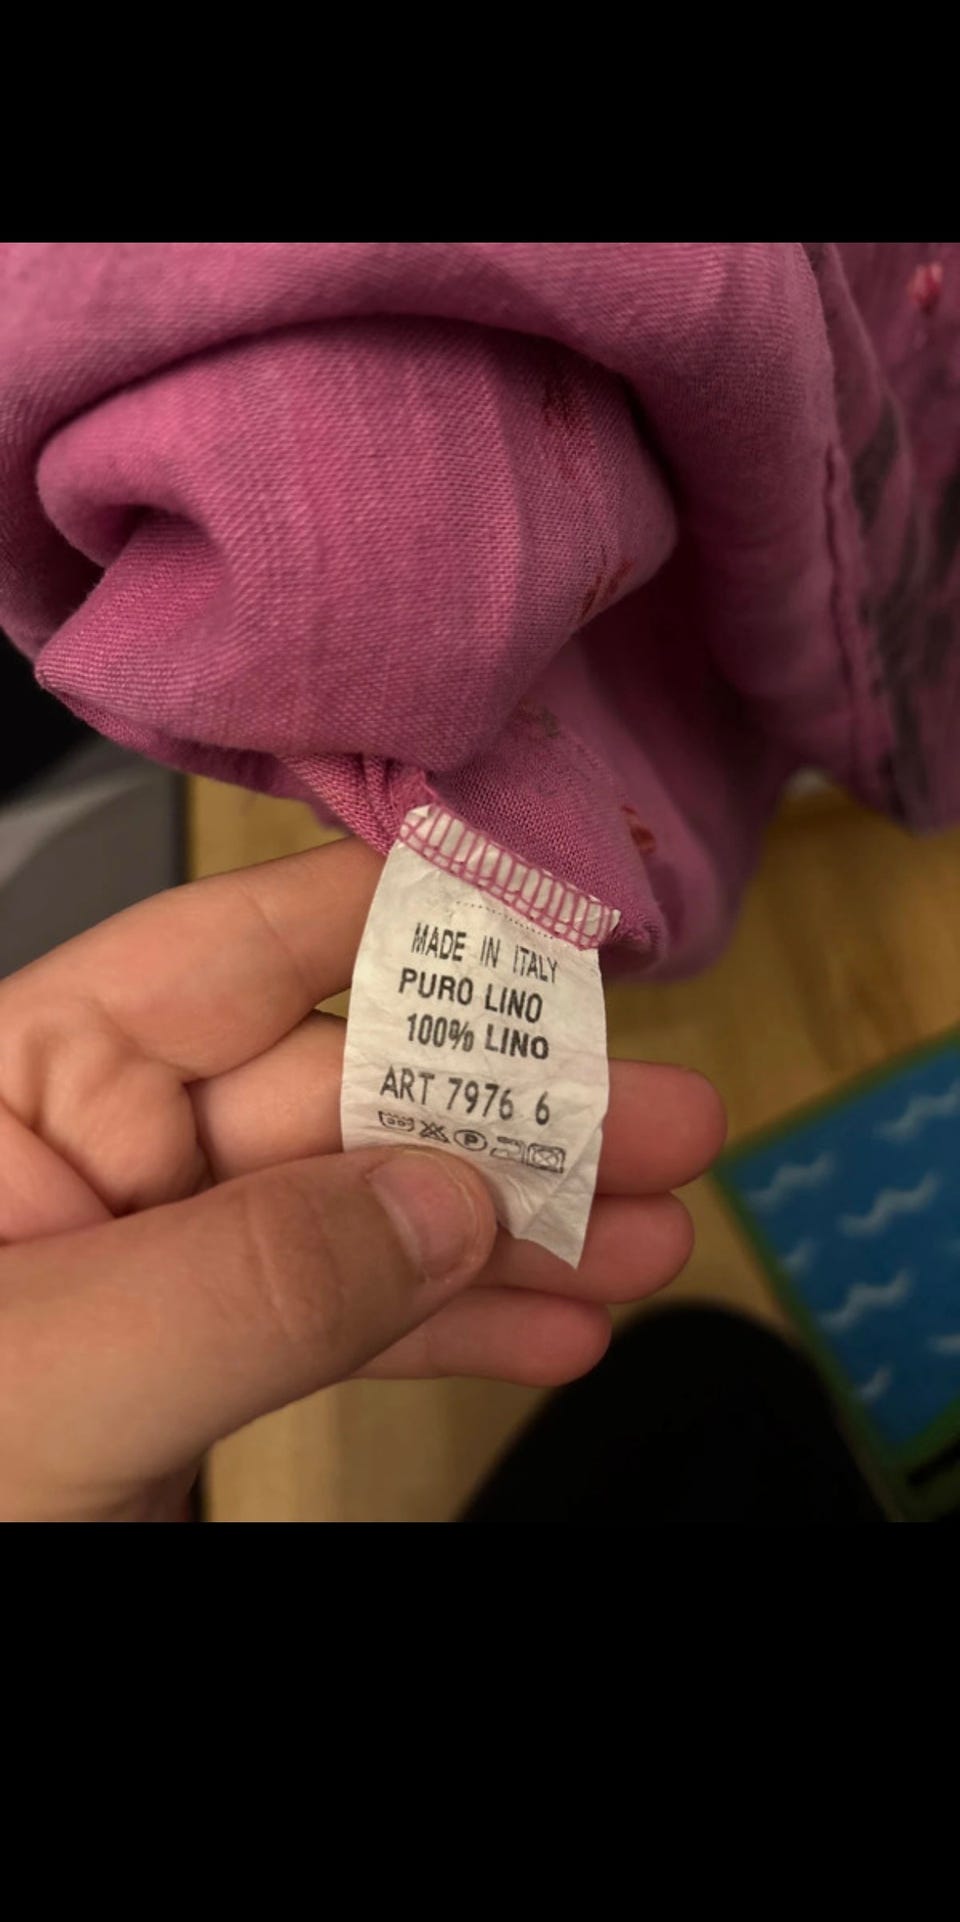 MADE IN ITALY
PURO LINO
100% LINO
ART 7976 6
P